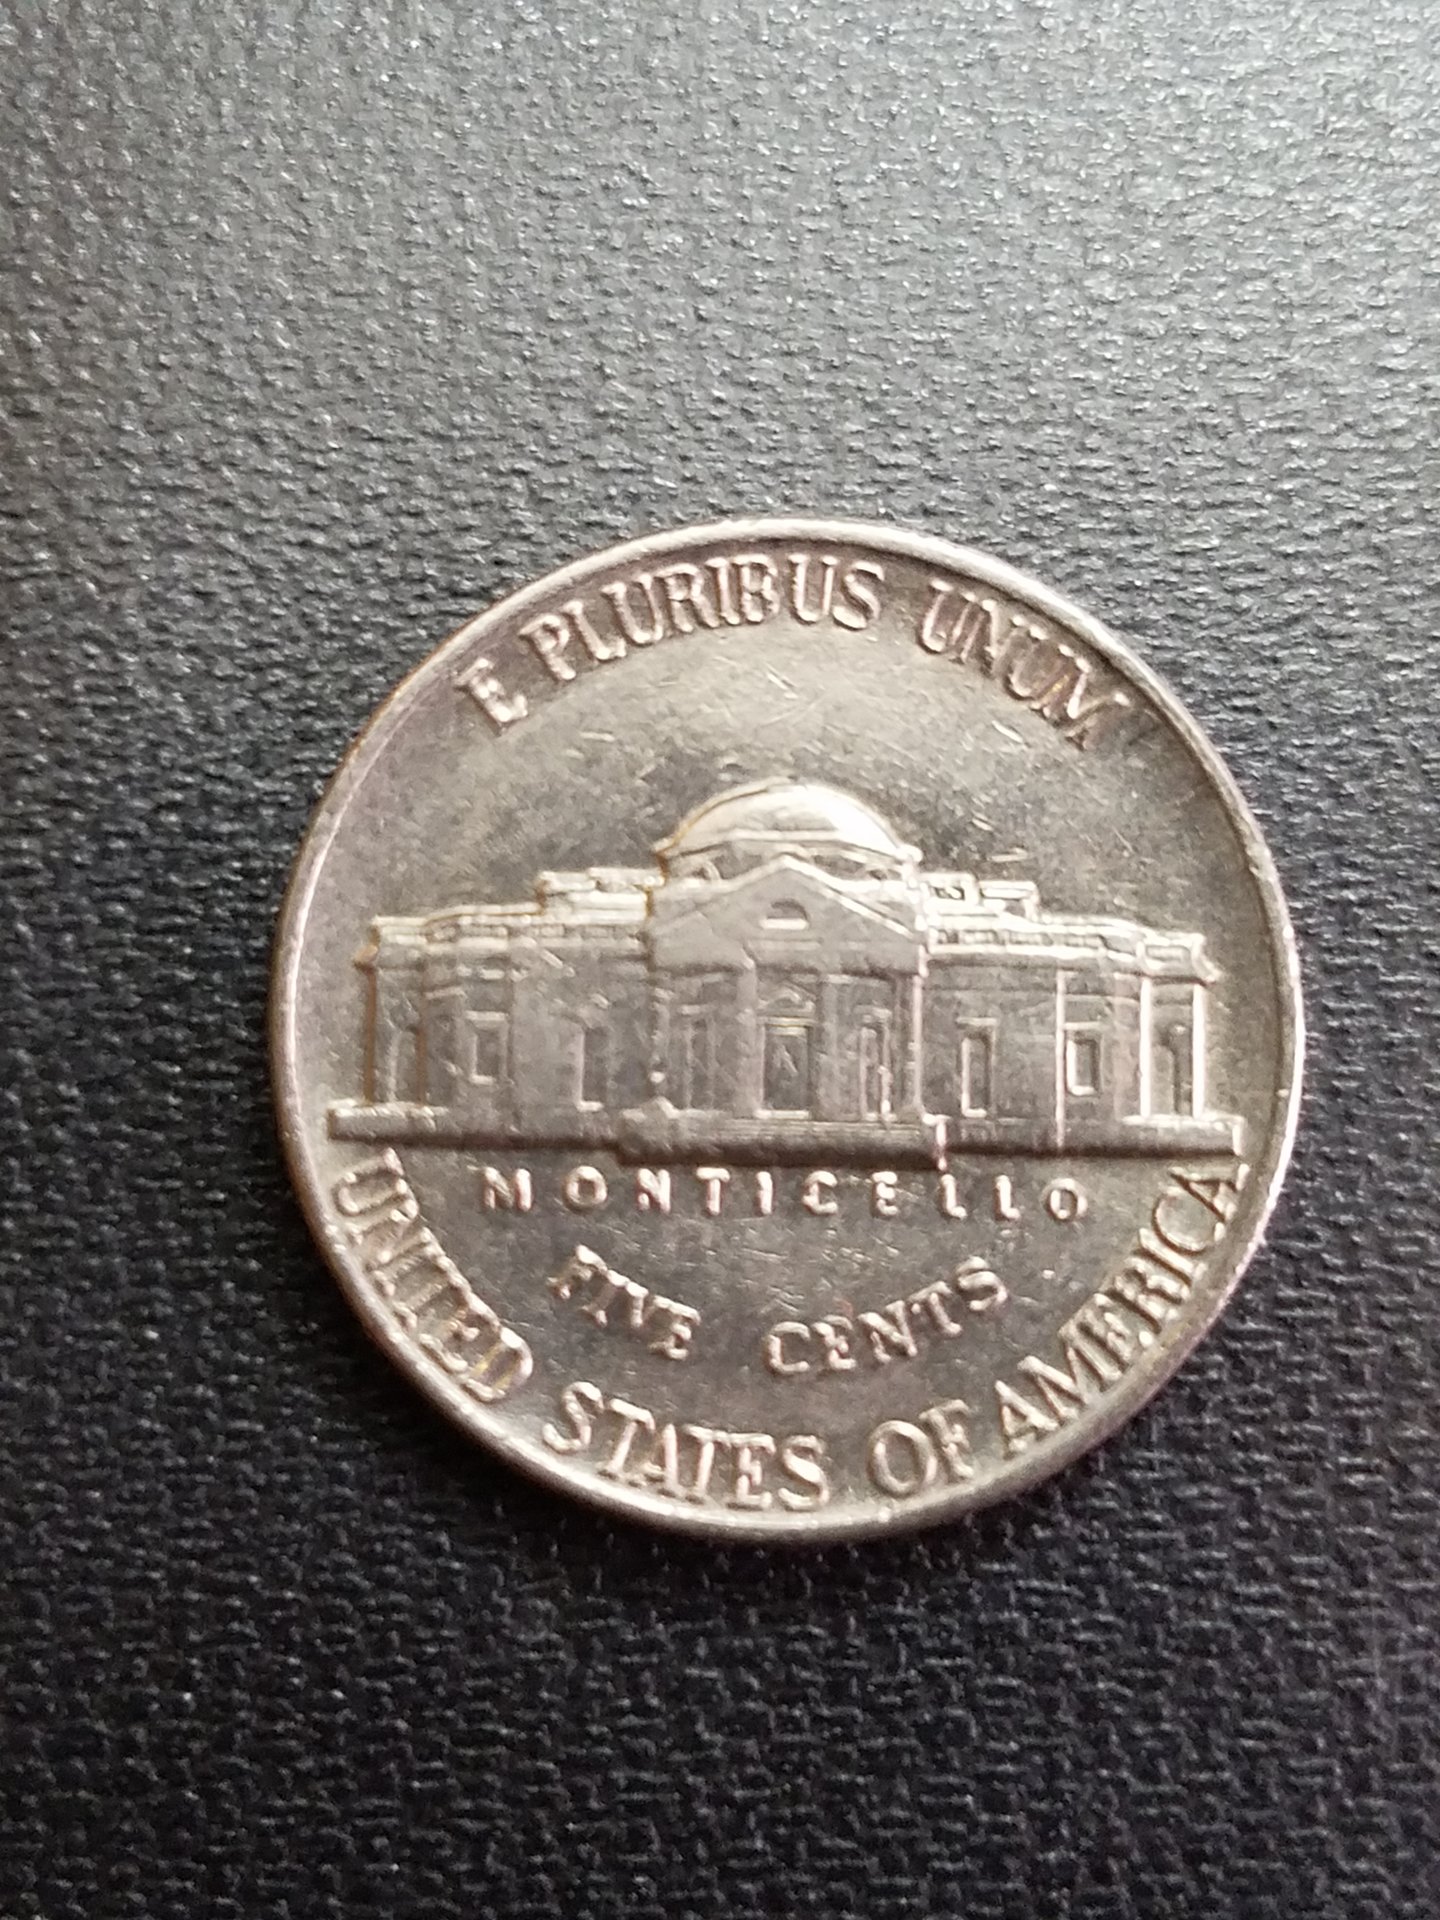 E PLURIBUS UNUM
MONTICELLO
FIVE CENTS
UNITED STATES OF AMERICA